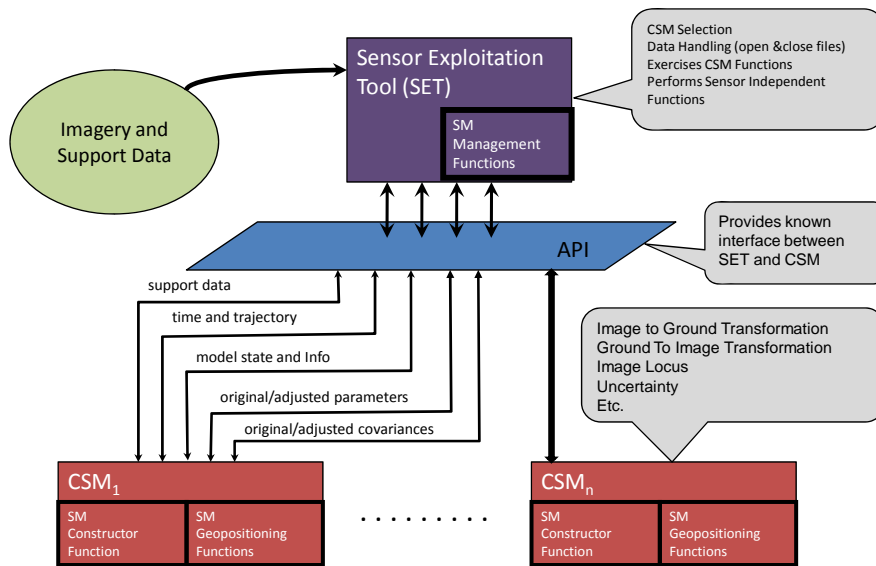 Sensor Exploitation
Tool (SET)
SM
Management
Functions
CSM Selection
Data Handling (open &close files)
Exercises CSM Functions
Performs Sensor Independent
Functions
Imagery and
Support Data
API
Provides known
interface between
SET and CSM
support data
time and trajectory
model state and Info
original/adjusted parameters
original/adjusted covariances
Image to Ground Transformation
Ground To Image Transformation
Image Locus
Uncertainty
Etc.
CSM1
SM
Constructor
Function
SM
Geopositioning
Functions
. . . . . . . . .
CSMn
SM
Constructor
Function
SM
Geopositioning
Functions